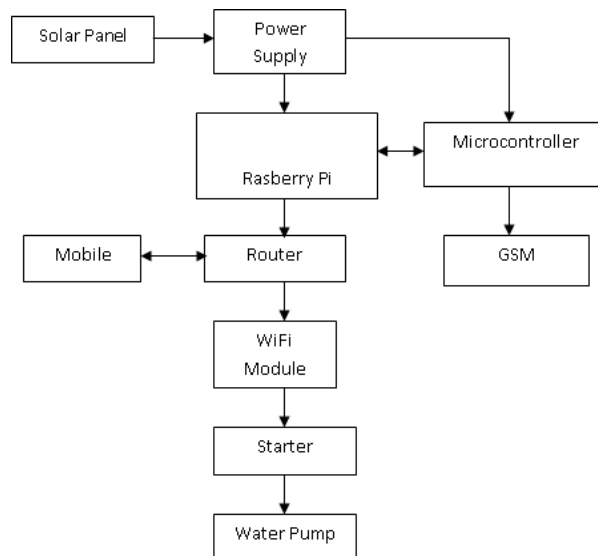 Solar Panel
Power
Supply
Microcontroller
Rasberry Pi
Mobile
Router
GSM
WiFi
Module
Starter
Water Pump